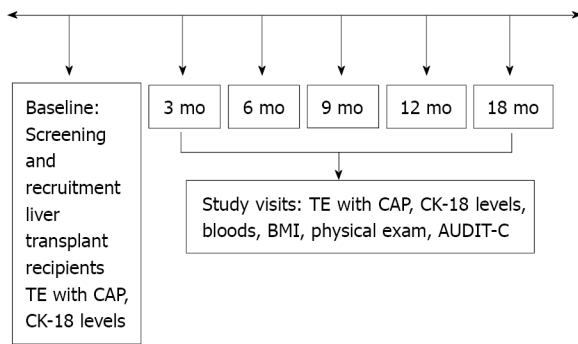 Baseline:
Screening
and
recruitment
liver
transplant
recipients
TE with CAP,
CK-18 levels
3 mo
6 mo
9 mo
12 mo
18 mo
Study visits: TE with CAP, CK-18 levels,
bloods, BMI, physical exam, AUDIT-C